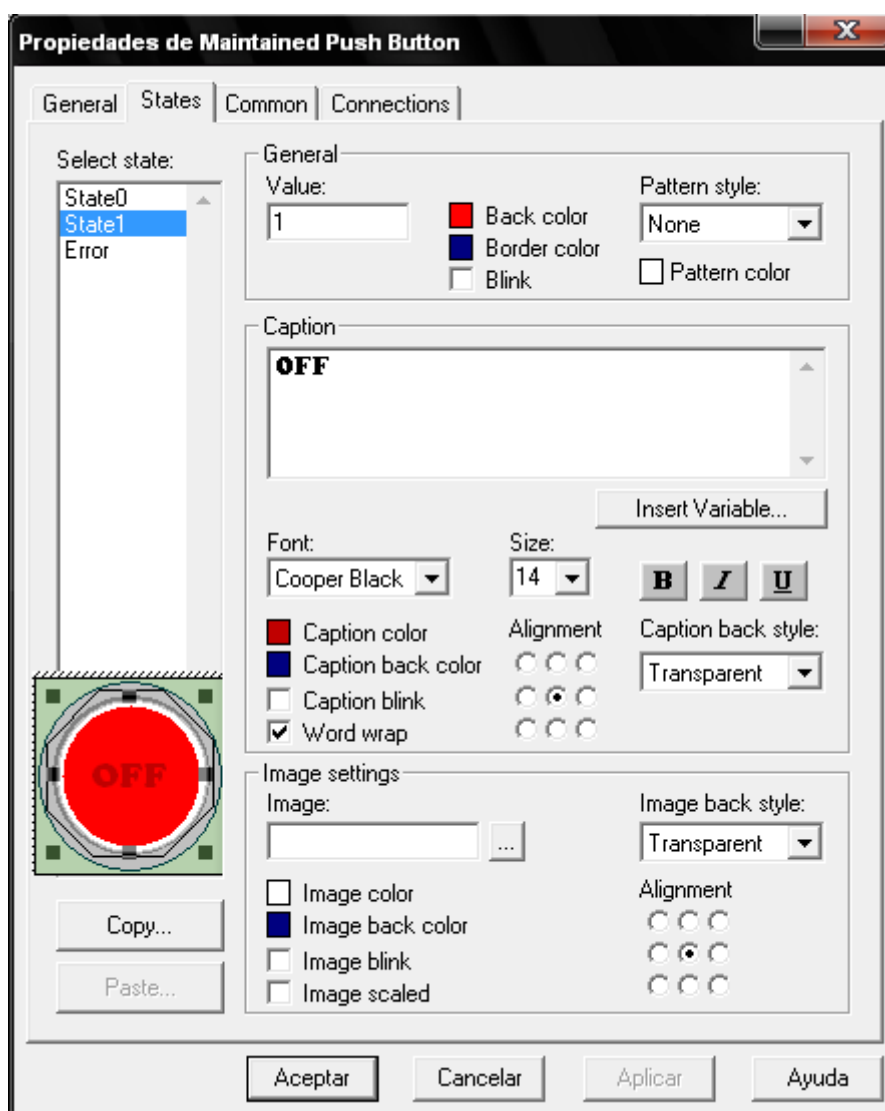 Propiedades de Maintained Push Button
X
General States Common Connections
Select state:
State0
State1
Error
General
Value:
1
Back color
Border color
Blink
Pattern style:
None
Pattern color
Caption
OFF
Insert Variable...
Font:
Cooper Black
Size:
14
B I U
Caption color
Caption back color
Caption blink
Word wrap
Alignment
Caption back style:
Transparent
OFF
Image settings
Image:
...
Image back style:
Transparent
Image color
Image back color
Image blink
Image scaled
Alignment
Copy...
Paste...
Aceptar Cancelar Aplicar Ayuda